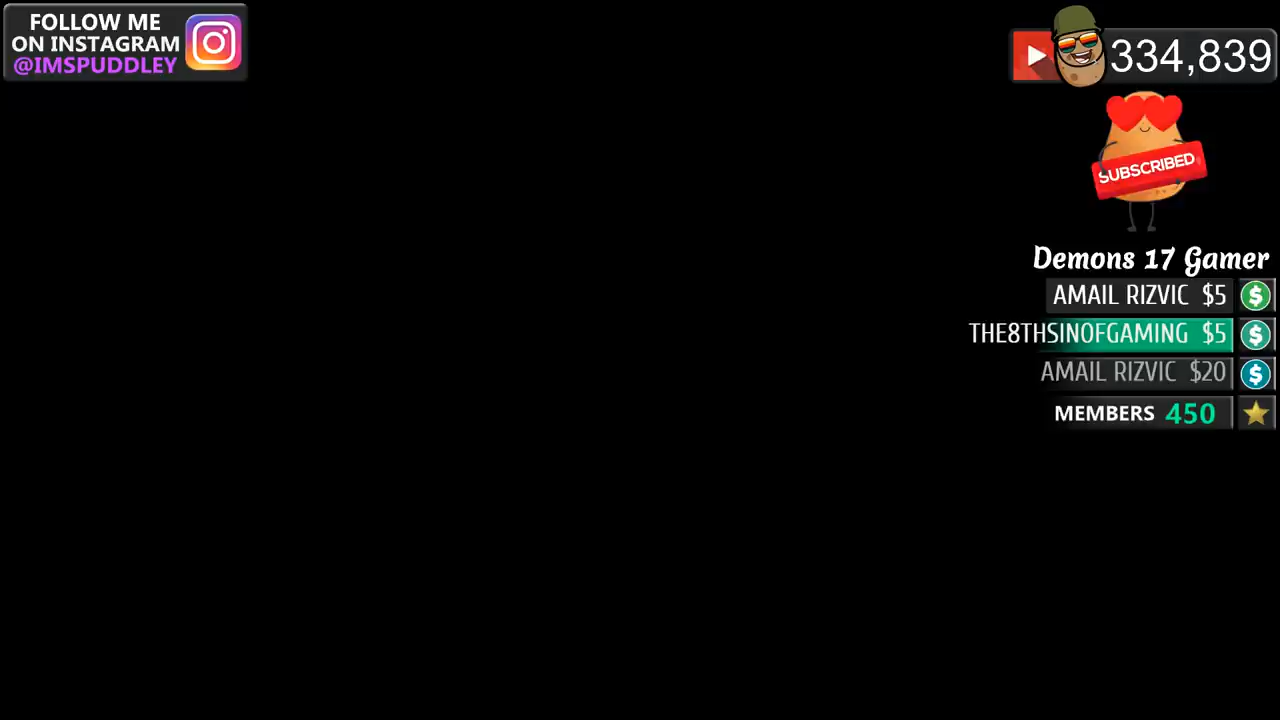 FOLLOW ME
ON INSTAGRAM
@IMSPUDDLEY
334,839
SUBSCRIBED
Demons 17 Gamer
AMAIL RIZVIC $5
THE8THSINOFGAMING $5
AMAIL RIZVIC $20
MEMBERS 450